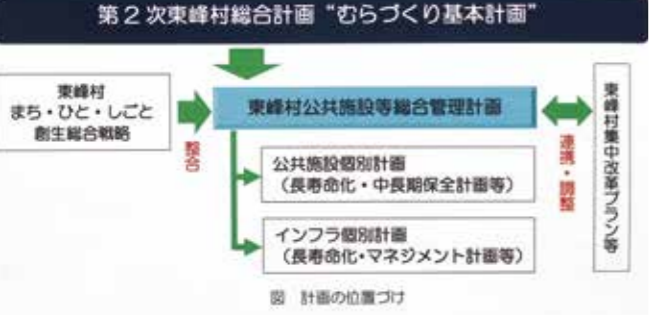 第2次東峰村総合計画 “むらづくり基本計画”
東峰村
まち・ひと・しごと
創生総合戦略
整合
東峰村公共施設等総合管理計画
連携・調整
東峰村集中改革プラン等
公共施設個別計画
（長寿命化・中長期保全計画等）
インフラ個別計画
（長寿命化・マネジメント計画等）
図　計画の位置づけ